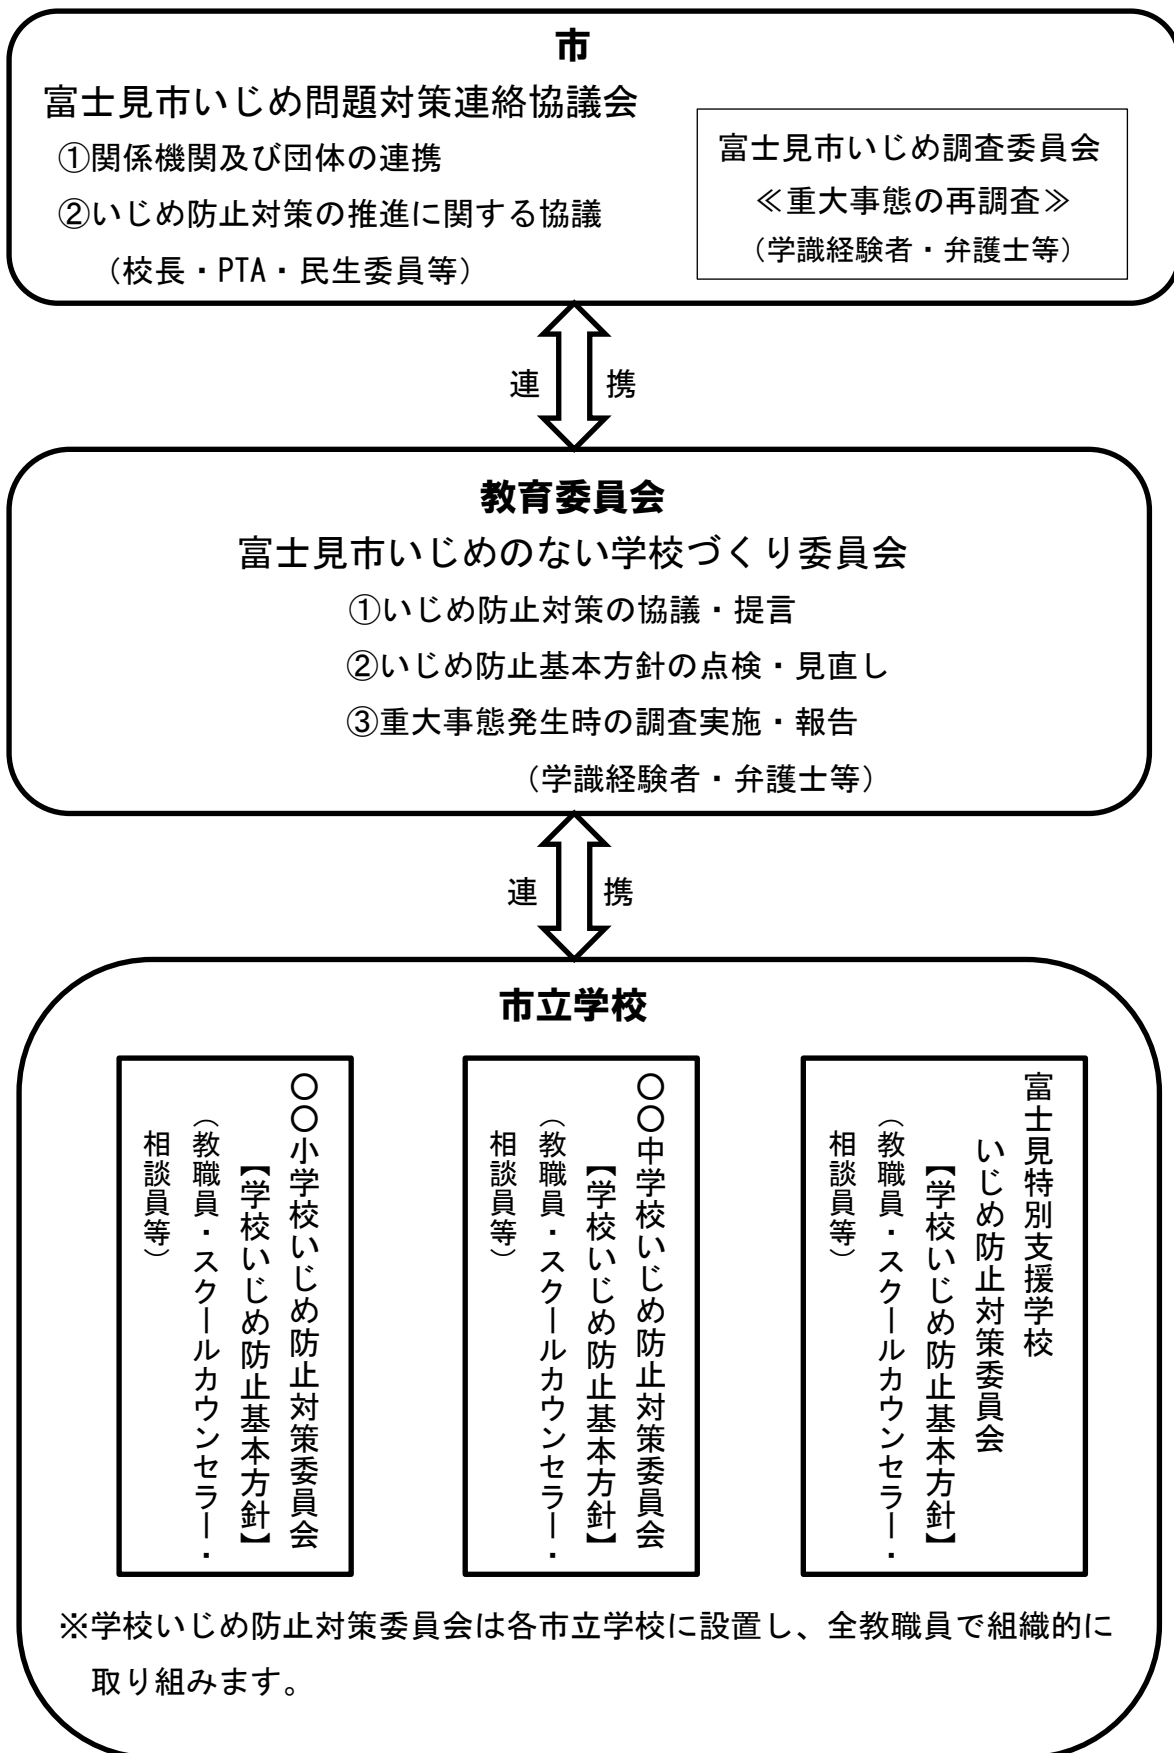 市
富士見市いじめ問題対策連絡協議会
①関係機関及び団体の連携
②いじめ防止対策の推進に関する協議
（校長・PTA・民生委員等）
富士見市いじめ調査委員会
≪重大事態の再調査≫
（学識経験者・弁護士等）
連 携
教育委員会
富士見市いじめのない学校づくり委員会
①いじめ防止対策の協議・提言
②いじめ防止基本方針の点検・見直し
③重大事態発生時の調査実施・報告
（学識経験者・弁護士等）
連 携
市立学校
〇〇小学校いじめ防止対策委員会
【学校いじめ防止基本方針】
（教職員・スクールカウンセラー・
相談員等）
〇〇中学校いじめ防止対策委員会
【学校いじめ防止基本方針】
（教職員・スクールカウンセラー・
相談員等）
富士見特別支援学校
いじめ防止対策委員会
【学校いじめ防止基本方針】
（教職員・スクールカウンセラー・
相談員等）
※学校いじめ防止対策委員会は各市立学校に設置し、全教職員で組織的に
取り組みます。